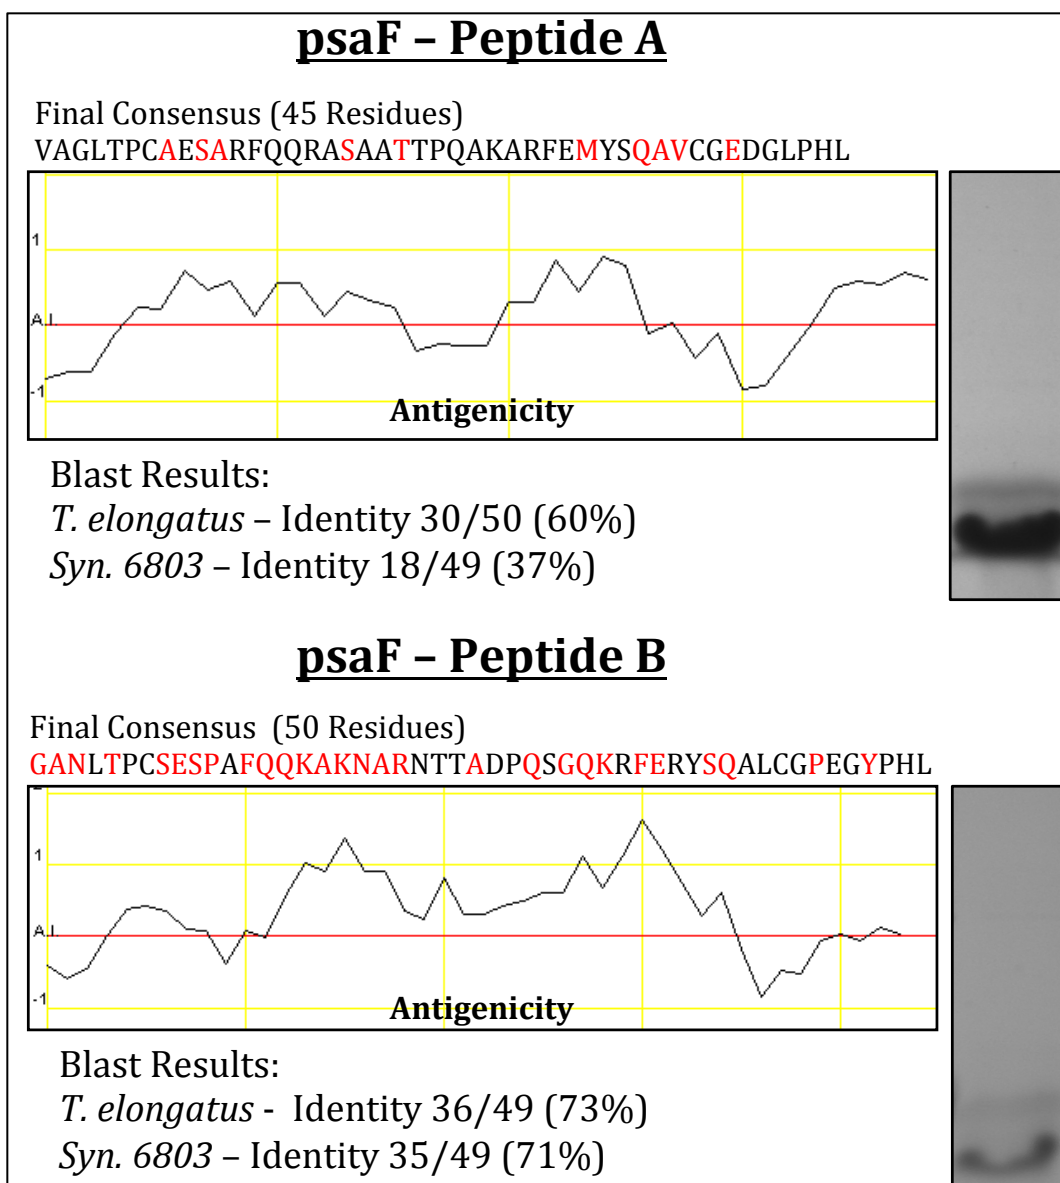 psaF – Peptide A
Final Consensus (45 Residues)
VAGLTPCAESARFQQRASAATTPQAKARFEMYSQAVCGEDGLPHL
1
A.I.
-1
Antigenicity
Blast Results:
T. elongatus – Identity 30/50 (60%)
Syn. 6803 – Identity 18/49 (37%)
psaF – Peptide B
Final Consensus (50 Residues)
GANLTPCSESPAFQQKAKNARNTTADPQSGQKRFERYSQALCGPEGYPHL
1
A.I.
-1
Antigenicity
Blast Results:
T. elongatus - Identity 36/49 (73%)
Syn. 6803 – Identity 35/49 (71%)